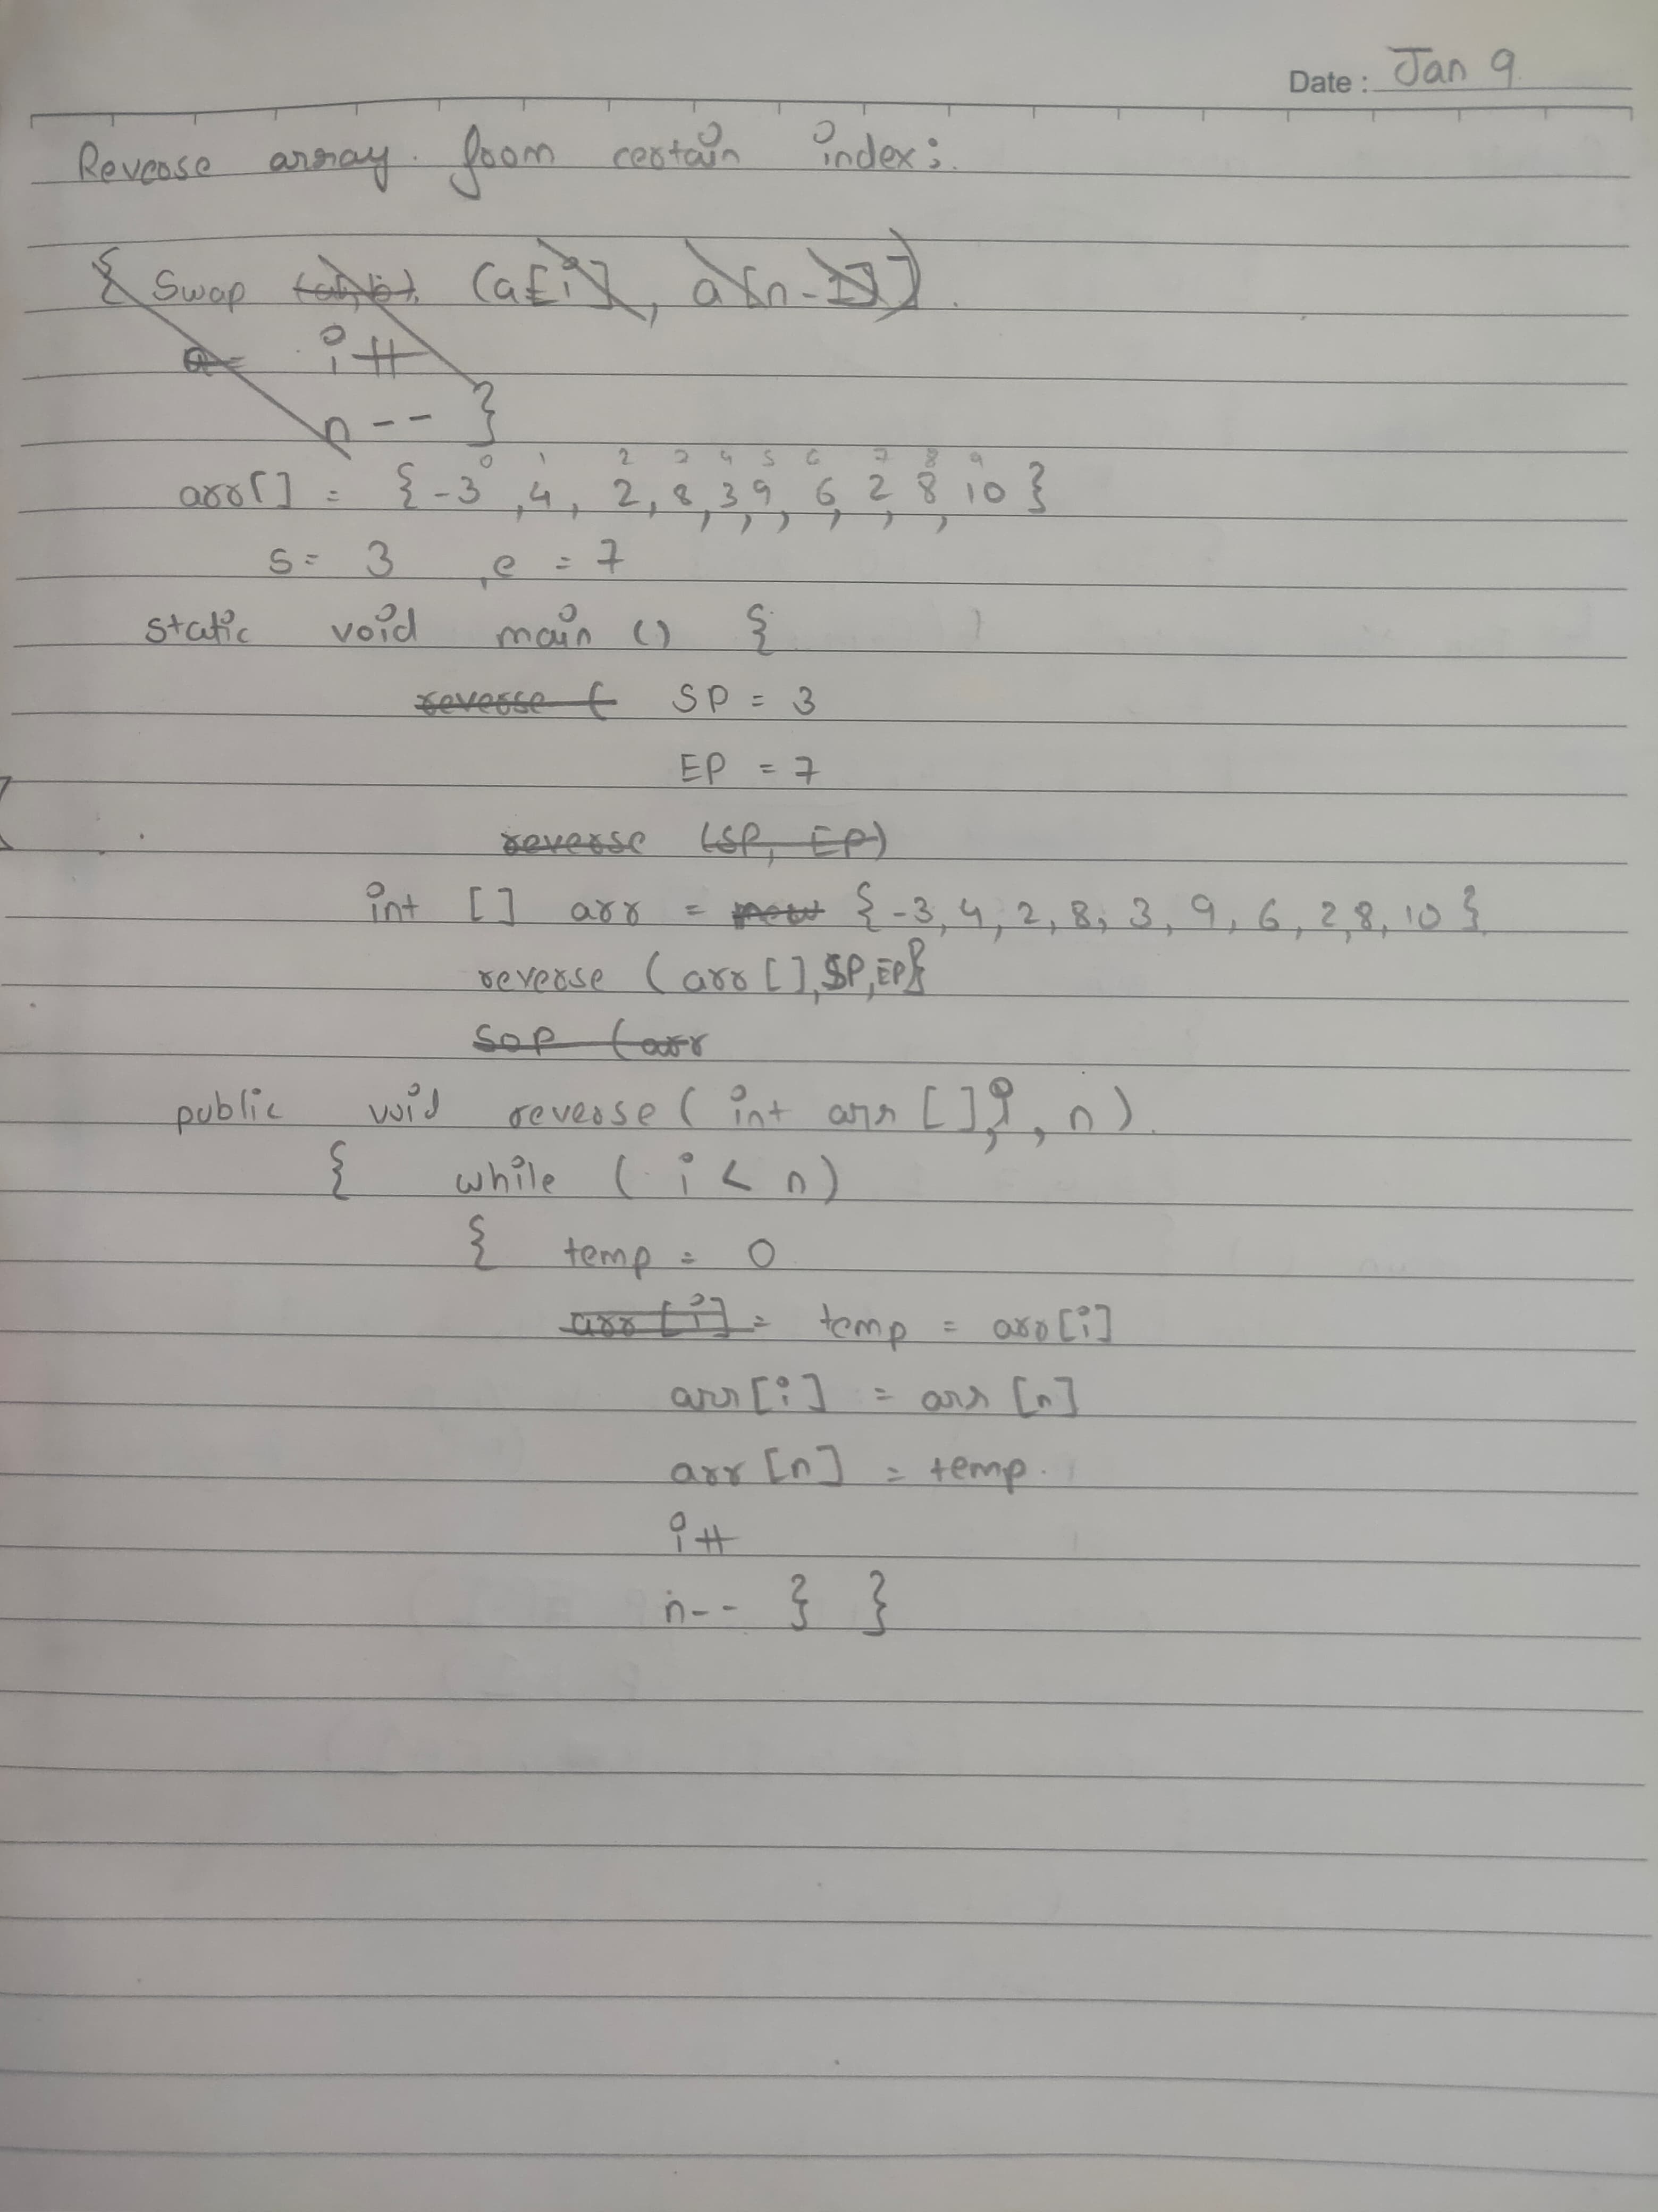 Date : Jan 9
Reverse array from certain index :
{ Swap (a, b), (a[i], a[n-1])
a= i++
n-- }
0 1 2 3 4 5 6 7 8 9
arr[] = { -3, 4, 2, 8, 3, 9, 6, 2, 8, 10 }
s= 3 , e = 7
static void main () {
reverse ( SP = 3
EP = 7
reverse (SP, EP)
int [] arr = new { -3, 4, 2, 8, 3, 9, 6, 2, 8, 10 }
reverse ( arr [], SP, EP }
SOP (arr
public void reverse ( int arr [], i, n )
{ while ( i < n )
{ temp = 0
arr [i] = temp = arr[i]
arr[i] = arr [n]
arr [n] = temp
i++
n-- } }